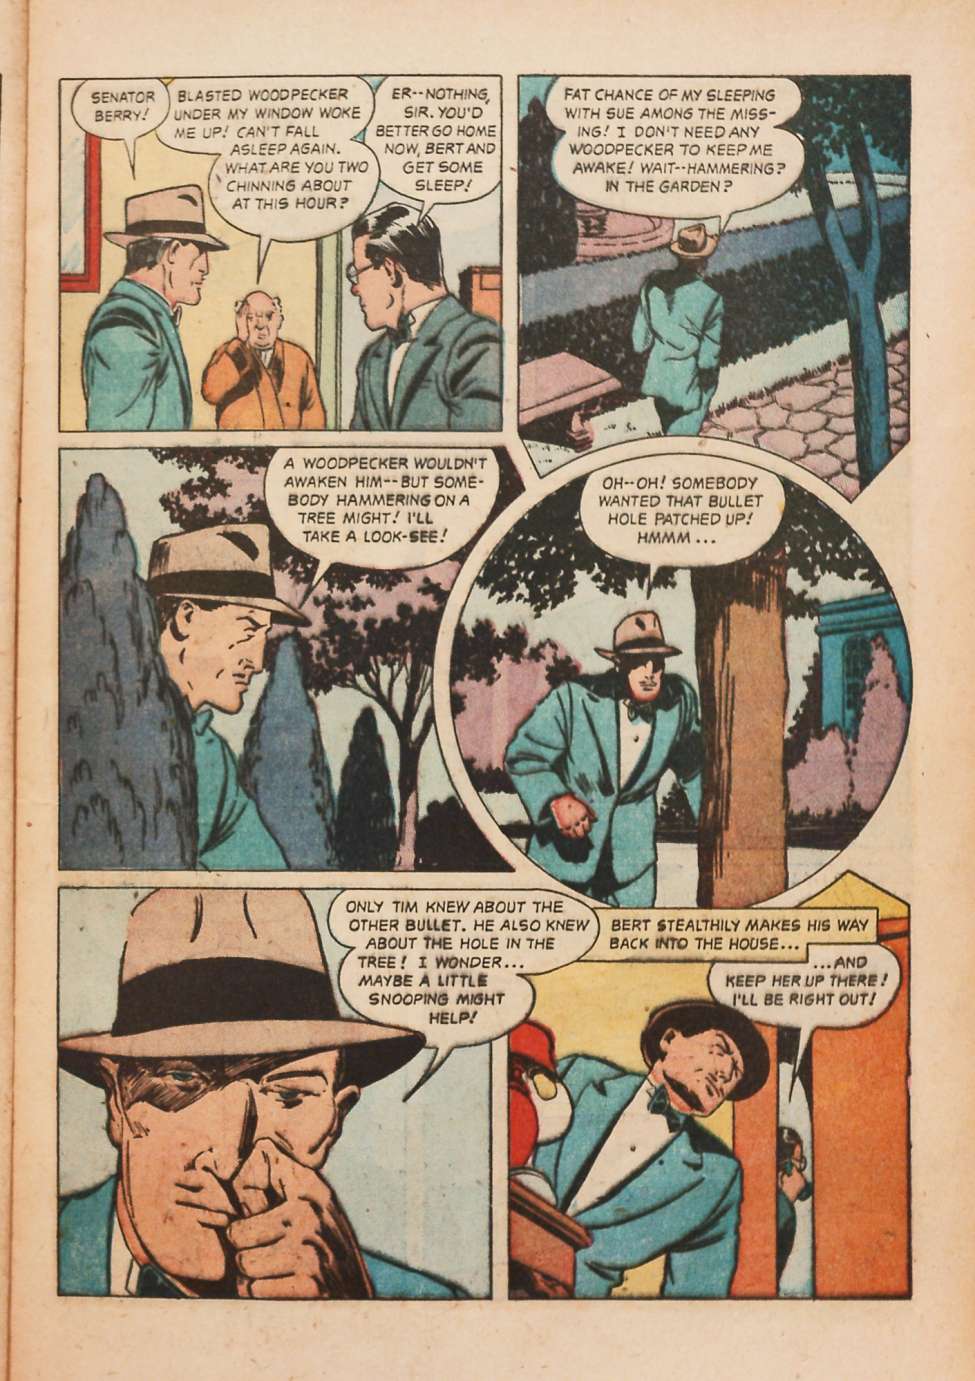 SENATOR
BERRY!
BLASTED WOODPECKER
UNDER MY WINDOW WOKE
ME UP! CAN'T FALL
ASLEEP AGAIN.
WHAT ARE YOU TWO
CHINNING ABOUT
AT THIS HOUR?
ER--NOTHING,
SIR. YOU'D
BETTER GO HOME
NOW, BERT AND
GET SOME
SLEEP!
FAT CHANCE OF MY SLEEPING
WITH SUE AMONG THE MISS-
ING! I DON'T NEED ANY
WOODPECKER TO KEEP ME
AWAKE! WAIT--HAMMERING?
IN THE GARDEN?
A WOODPECKER WOULDN'T
AWAKEN HIM--BUT SOME-
BODY HAMMERING ON A
TREE MIGHT! I'LL
TAKE A LOOK-SEE!
OH--OH! SOMEBODY
WANTED THAT BULLET
HOLE PATCHED UP!
HMMM...
ONLY TIM KNEW ABOUT THE
OTHER BULLET. HE ALSO KNEW
ABOUT THE HOLE IN THE
TREE! I WONDER...
MAYBE A LITTLE
SNOOPING MIGHT
HELP!
BERT STEALTHILY MAKES HIS WAY
BACK INTO THE HOUSE...
...AND
KEEP HER UP THERE!
I'LL BE RIGHT OUT!